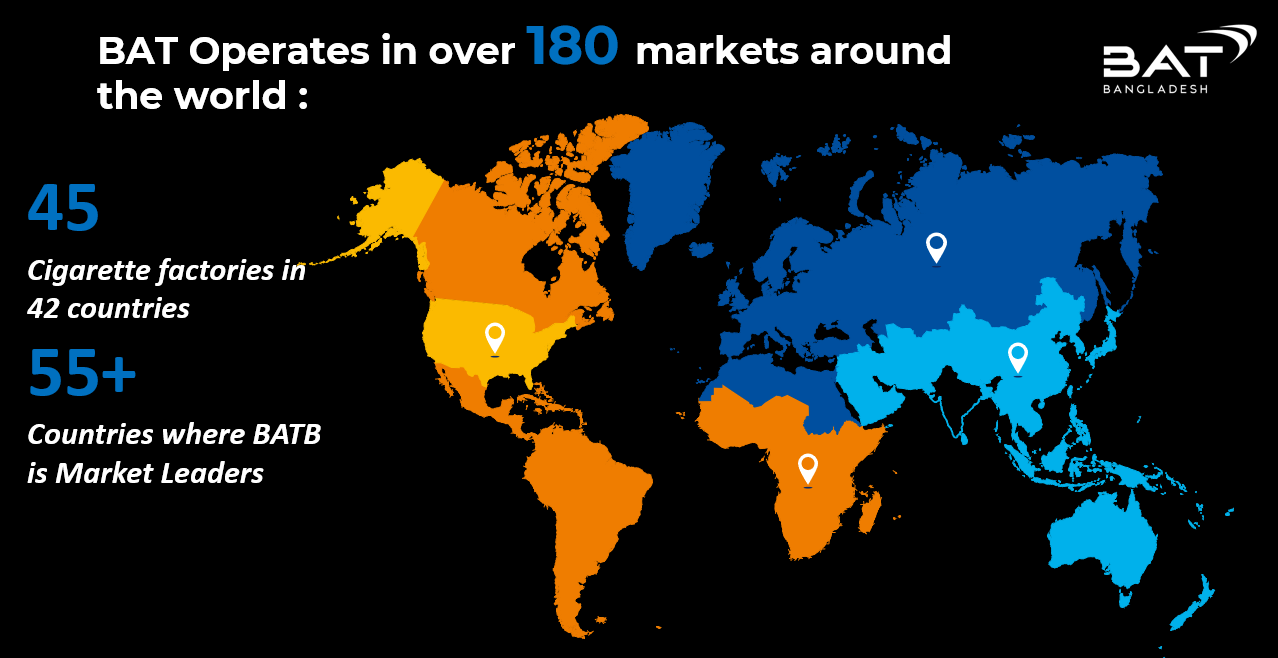 BAT Operates in over 180 markets around
the world :
BAT
BANGLADESH
45
Cigarette factories in
42 countries
55+
Countries where BATB
is Market Leaders